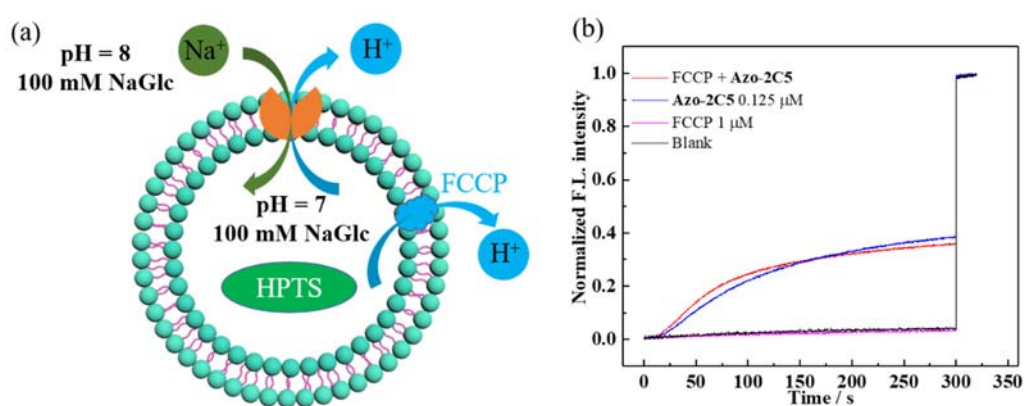 (a)
pH = 8
100 mM NaGlc
Na⁺
H⁺
FCCP
pH = 7
100 mM NaGlc
H⁺
HPTS
(b)
Normalized F.L. intensity
1.0
0.8
0.6
0.4
0.2
0.0
FCCP + Azo-2C5
Azo-2C5 0.125 μM
FCCP 1 μM
Blank
0 50 100 150 200 250 300 350
Time / s